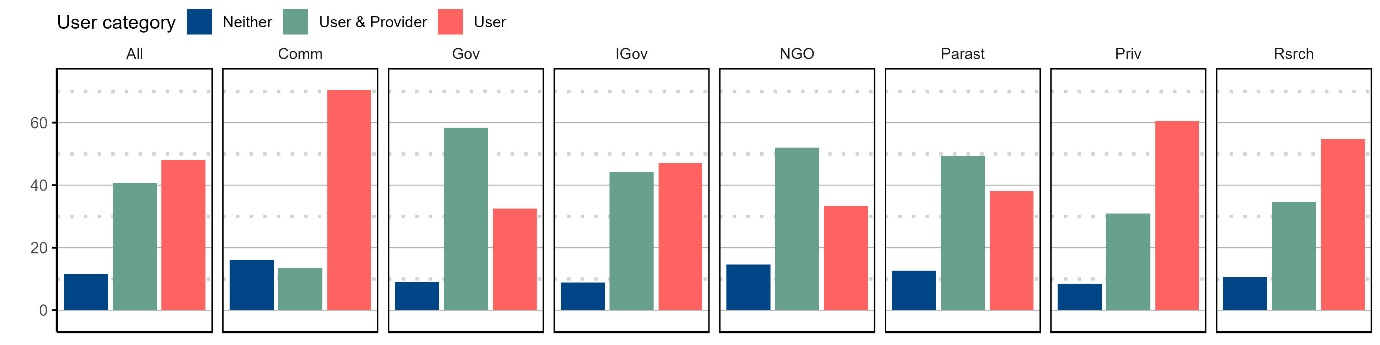 User category Neither User & Provider User
All Comm Gov IGov NGO Parast Priv Rsrch
60
40
20
0